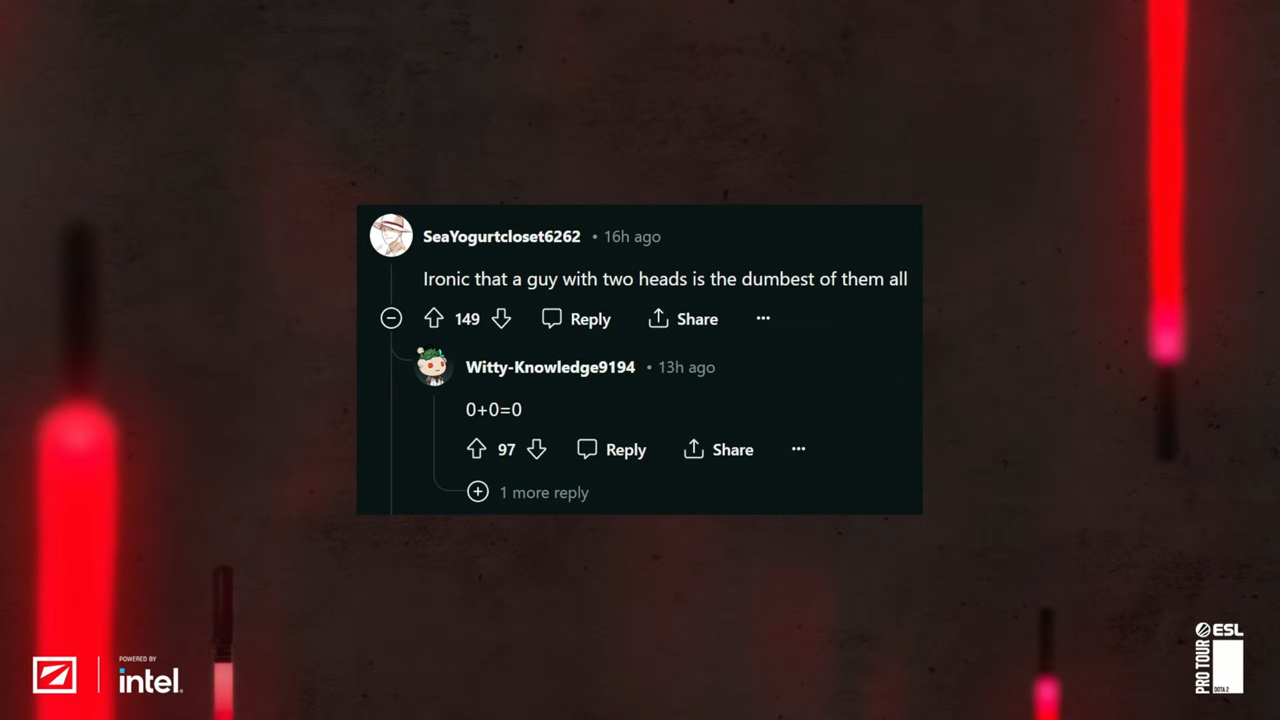 SeaYogurtcloset6262 • 16h ago
Ironic that a guy with two heads is the dumbest of them all
149 Reply Share
Witty-Knowledge9194 • 13h ago
0+0=0
97 Reply Share
1 more reply
POWERED BY
intel.
ESL
PRO TOUR
DOTA 2